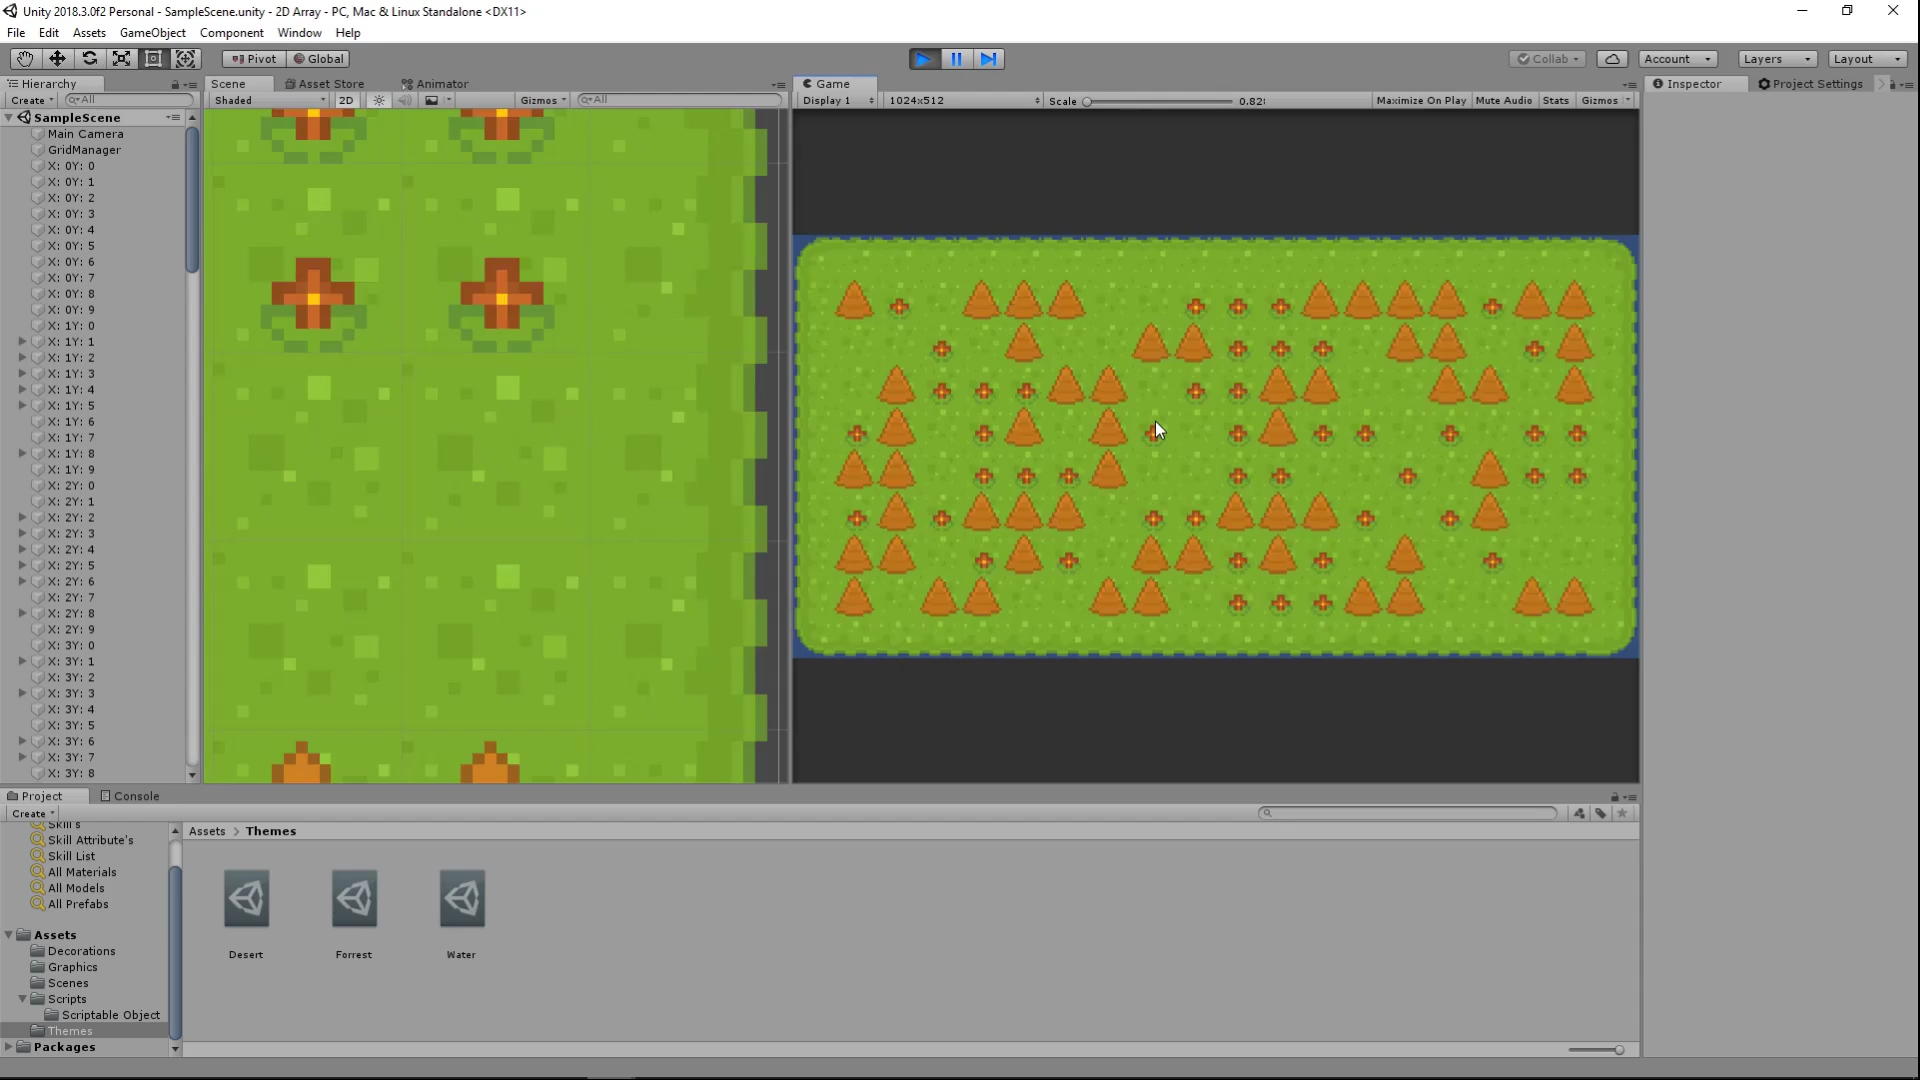 Unity 2018.3.0f2 Personal - SampleScene.unity - 2D Array - PC, Mac & Linux Standalone <DX11>
File Edit Assets GameObject Component Window Help
Pivot Global Collab Account Layers Layout
Hierarchy
Create All
SampleScene
Main Camera
GridManager
X: 0Y: 0
X: 0Y: 1
X: 0Y: 2
X: 0Y: 3
X: 0Y: 4
X: 0Y: 5
X: 0Y: 6
X: 0Y: 7
X: 0Y: 8
X: 0Y: 9
X: 1Y: 0
X: 1Y: 1
X: 1Y: 2
X: 1Y: 3
X: 1Y: 4
X: 1Y: 5
X: 1Y: 6
X: 1Y: 7
X: 1Y: 8
X: 1Y: 9
X: 2Y: 0
X: 2Y: 1
X: 2Y: 2
X: 2Y: 3
X: 2Y: 4
X: 2Y: 5
X: 2Y: 6
X: 2Y: 7
X: 2Y: 8
X: 2Y: 9
X: 3Y: 0
X: 3Y: 1
X: 3Y: 2
X: 3Y: 3
X: 3Y: 4
X: 3Y: 5
X: 3Y: 6
X: 3Y: 7
X: 3Y: 8
Scene Asset Store Animator
Shaded 2D Gizmos All
Game
Display 1 1024x512 Scale 0.82: Maximize On Play Mute Audio Stats Gizmos
Inspector Project Settings
Project Console
Create
Skill's
Skill Attribute's
Skill List
All Materials
All Models
All Prefabs
Assets
Decorations
Graphics
Scenes
Scripts
Scriptable Object
Themes
Packages
Assets > Themes
Desert
Forrest
Water